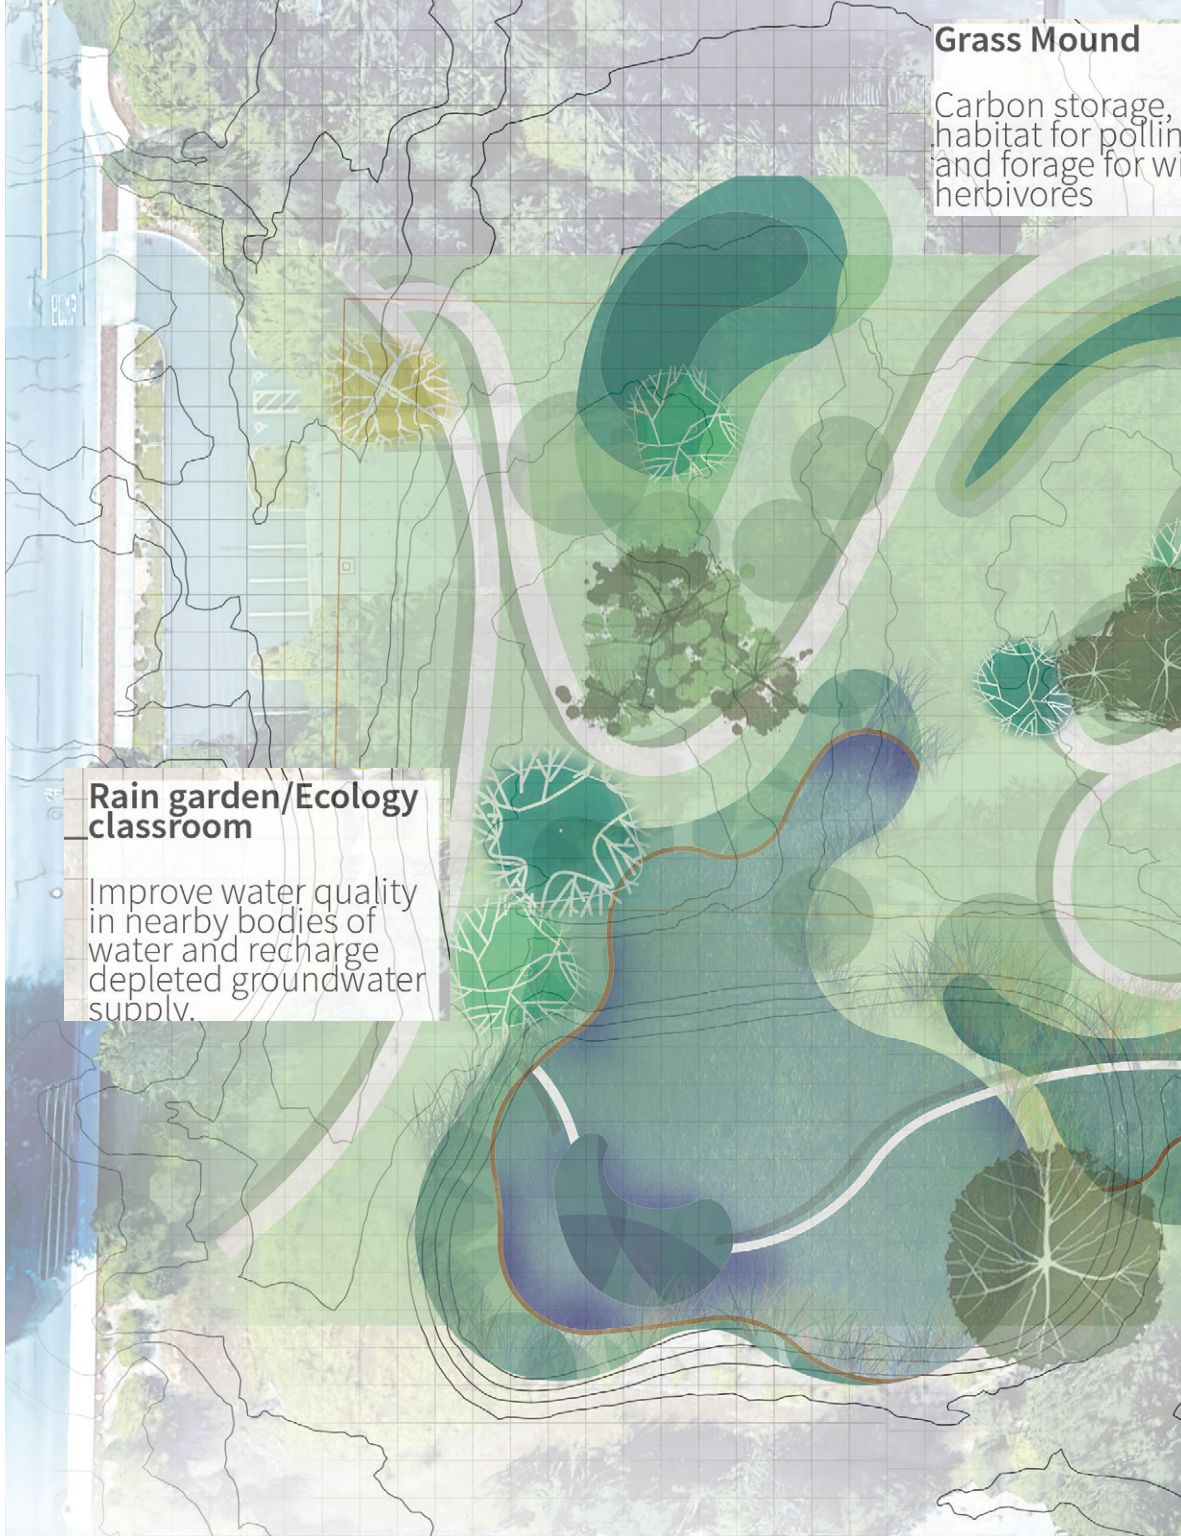 Grass Mound
Carbon storage,
habitat for pollin
and forage for wi
herbivores
Rain garden/Ecology
classroom
Improve water quality
in nearby bodies of
water and recharge
depleted groundwater
supply.